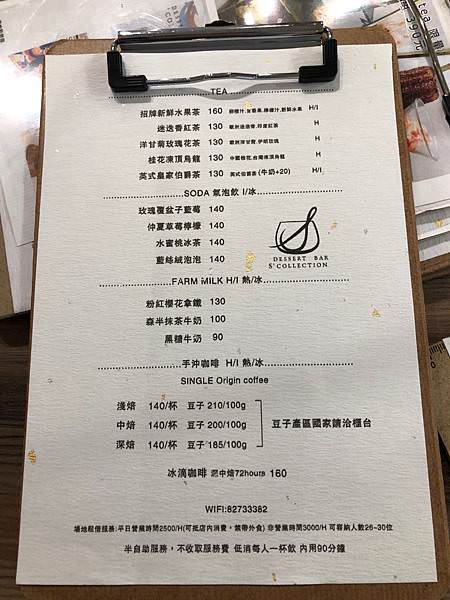 TEA
招牌新鮮水果茶 160 H/I
迷迭香紅茶 130 H
洋甘菊玫瑰花茶 130 H
桂花凍頂烏龍 130 H
英式皇家伯爵茶 130 英式伯爵茶 (牛奶+20) H/I
SODA 氣泡飲 I/冰
玫瑰覆盆子藍莓 140
仲夏草莓檸檬 140
水蜜桃冰茶 140
藍絲絨泡泡 140
DESSERT BAR
S'COLLECTION
FARM MILK H/I 熱/冰
粉紅櫻花拿鐵 130
森半抹茶牛奶 100
黑糖牛奶 90
手沖咖啡 H/I 熱/冰
SINGLE Origin coffee
淺焙 140/杯 豆子 210/100g
中焙 140/杯 豆子 200/100g
深焙 140/杯 豆子 185/100g
豆子產區國家請洽櫃台
冰滴咖啡 中焙72hours 160
WIFI:82733382
場地租借服務:平日營業時間2500/H(可抵店內消費,禁帶外食) 非營業時間3000/H 可容納人數26-30位
半自助服務,不收取服務費 低消每人一杯飲 內用90分鐘